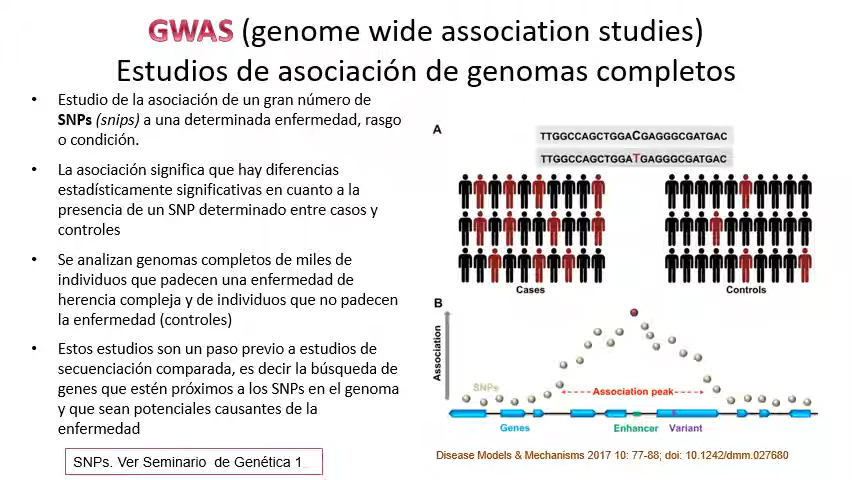 GWAS (genome wide association studies)
Estudios de asociación de genomas completos
• Estudio de la asociación de un gran número de
SNPs (snips) a una determinada enfermedad, rasgo
o condición.
• La asociación significa que hay diferencias
estadísticamente significativas en cuanto a la
presencia de un SNP determinado entre casos y
controles
• Se analizan genomas completos de miles de
individuos que padecen una enfermedad de
herencia compleja y de individuos que no padecen
la enfermedad (controles)
• Estos estudios son un paso previo a estudios de
secuenciación comparada, es decir la búsqueda de
genes que estén próximos a los SNPs en el genoma
y que sean potenciales causantes de la
enfermedad
SNPs. Ver Seminario de Genética 1
A
TTGGCCAGCTGGACGAGGGCGATGAC
TTGGCCAGCTGGATGAGGGCGATGAC
Cases
Controls
B
Association
SNPs
Association peak
Genes
Enhancer
Variant
Disease Models & Mechanisms 2017 10: 77-88; doi: 10.1242/dmm.027680